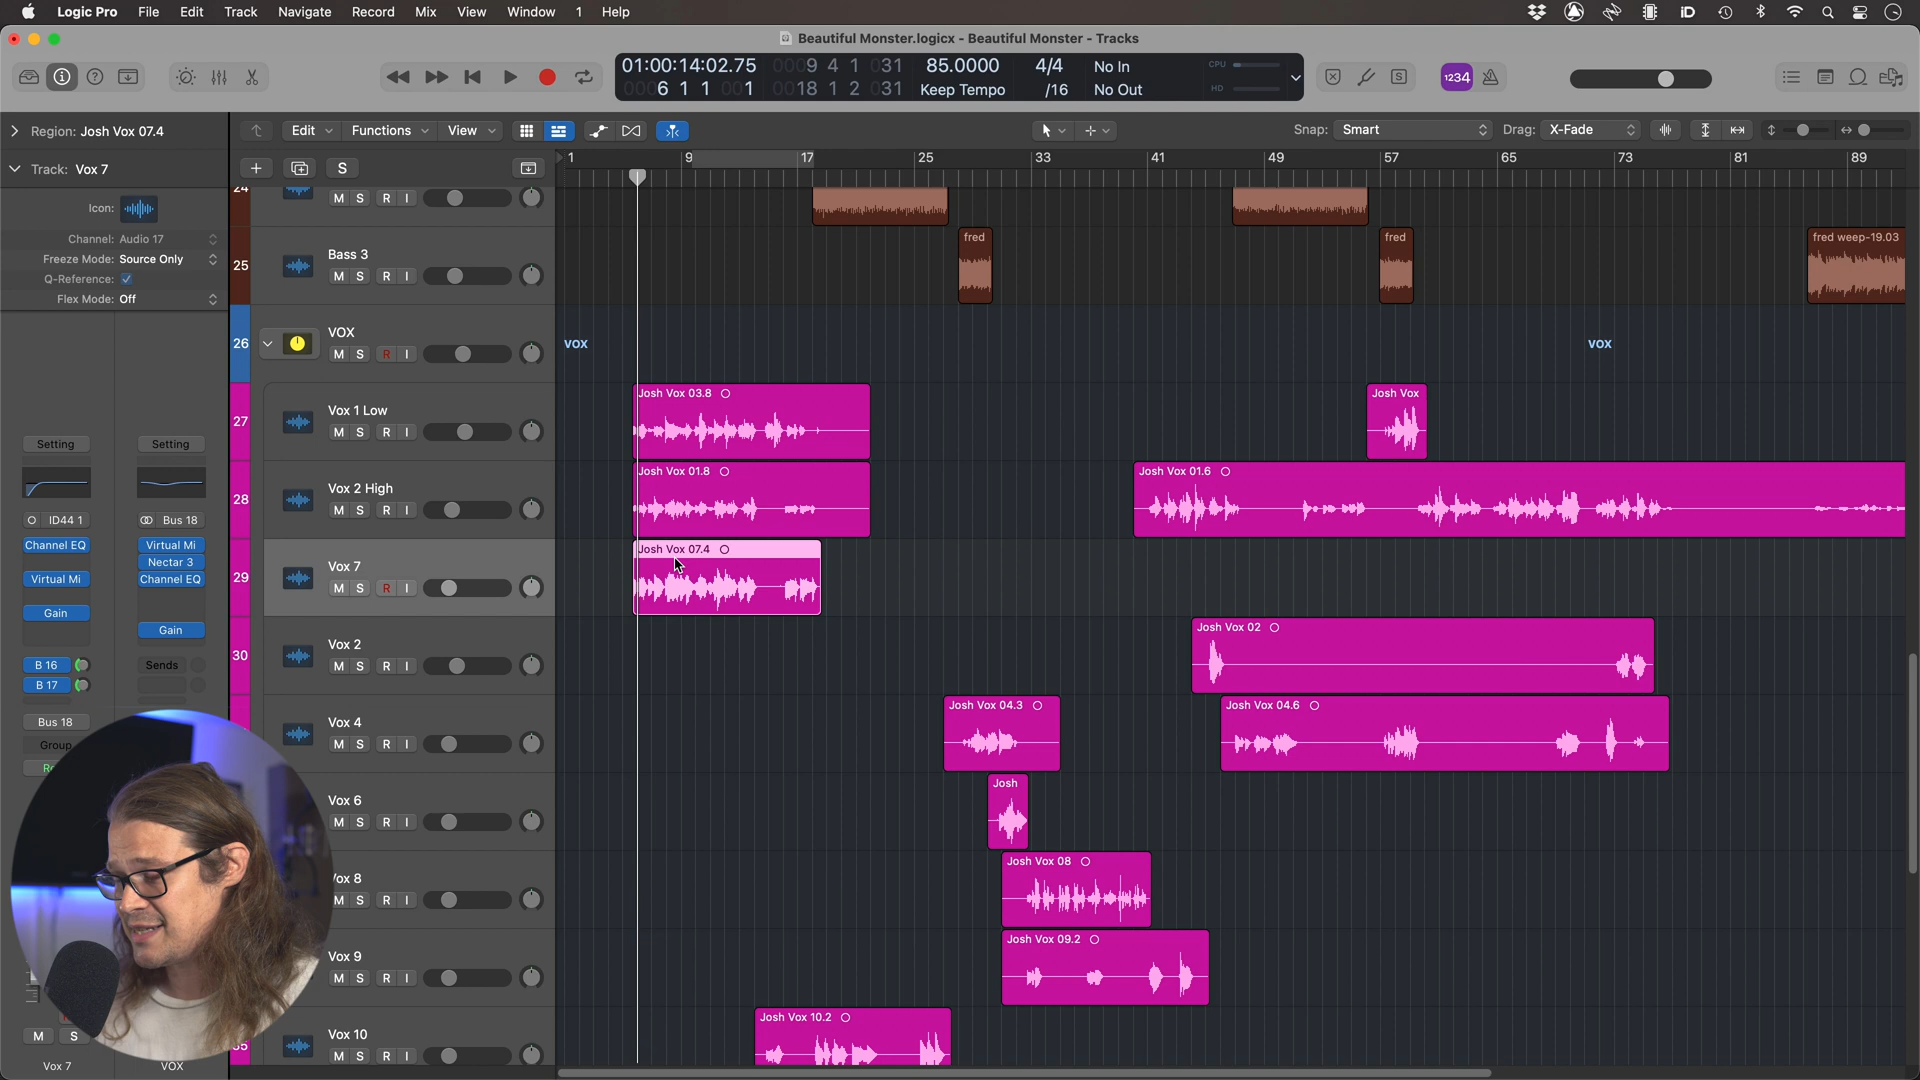 Logic Pro File Edit Track Navigate Record Mix View Window 1 Help
iD
Beautiful Monster.logicx - Beautiful Monster - Tracks
01:00:14:02.75 0009 4 1 031 85.0000 4/4 No In CPU
0006 1 1 001 0018 1 2 031 Keep Tempo /16 No Out HD
1234
S
Region: Josh Vox 07.4
Edit Functions View
Snap: Smart Drag: X-Fade
Track: Vox 7
S
1 9 17 25 33 41 49 57 65 73 81 89
Icon:
Channel: Audio 17
Freeze Mode: Source Only
Q-Reference:
Flex Mode: Off
24
M S R I
25 Bass 3
M S R I
fred
fred
fred weep-19.03
26 VOX
M S R I
VOX
VOX
27 Vox 1 Low
M S R I
Josh Vox 03.8
Josh Vox
28 Vox 2 High
M S R I
Josh Vox 01.8
Josh Vox 01.6
29 Vox 7
M S R I
Josh Vox 07.4
30 Vox 2
M S R I
Josh Vox 02
Vox 4
M S R I
Josh Vox 04.3
Josh Vox 04.6
Vox 6
M S R I
Josh
Vox 8
M S R I
Josh Vox 08
Vox 9
M S R I
Josh Vox 09.2
35 Vox 10
M S R I
Josh Vox 10.2
Setting Setting
ID44 1 Bus 18
Channel EQ Virtual Mi
Nectar 3
Virtual Mi Channel EQ
Gain
Gain
B 16 Sends
B 17
Bus 18
Group
M S
Vox 7 VOX